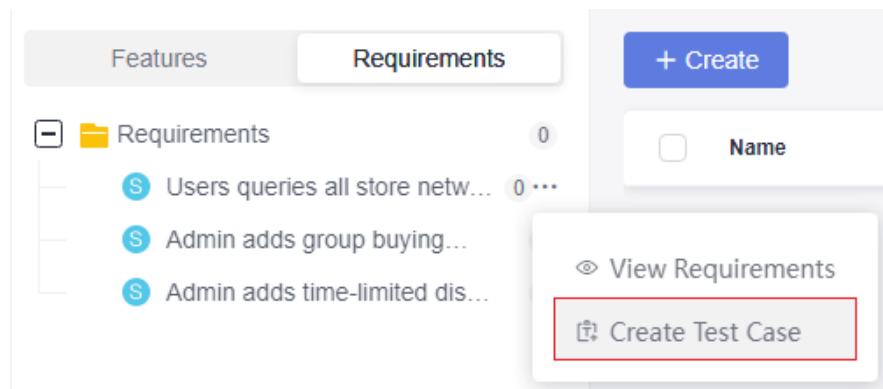 Features
Requirements
+ Create
Requirements
0
Name
S Users queries all store netw... 0 ...
S Admin adds group buying...
S Admin adds time-limited dis...
View Requirements
Create Test Case